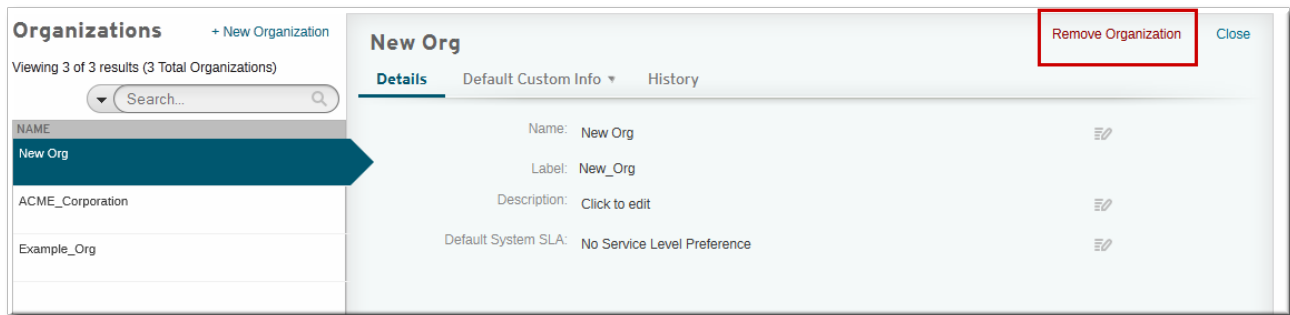 Organizations
+ New Organization
Viewing 3 of 3 results (3 Total Organizations)
Search...
NAME
New Org
ACME_Corporation
Example_Org
New Org
Remove Organization
Close
Details
Default Custom Info
History
Name: New Org
Label: New_Org
Description: Click to edit
Default System SLA: No Service Level Preference